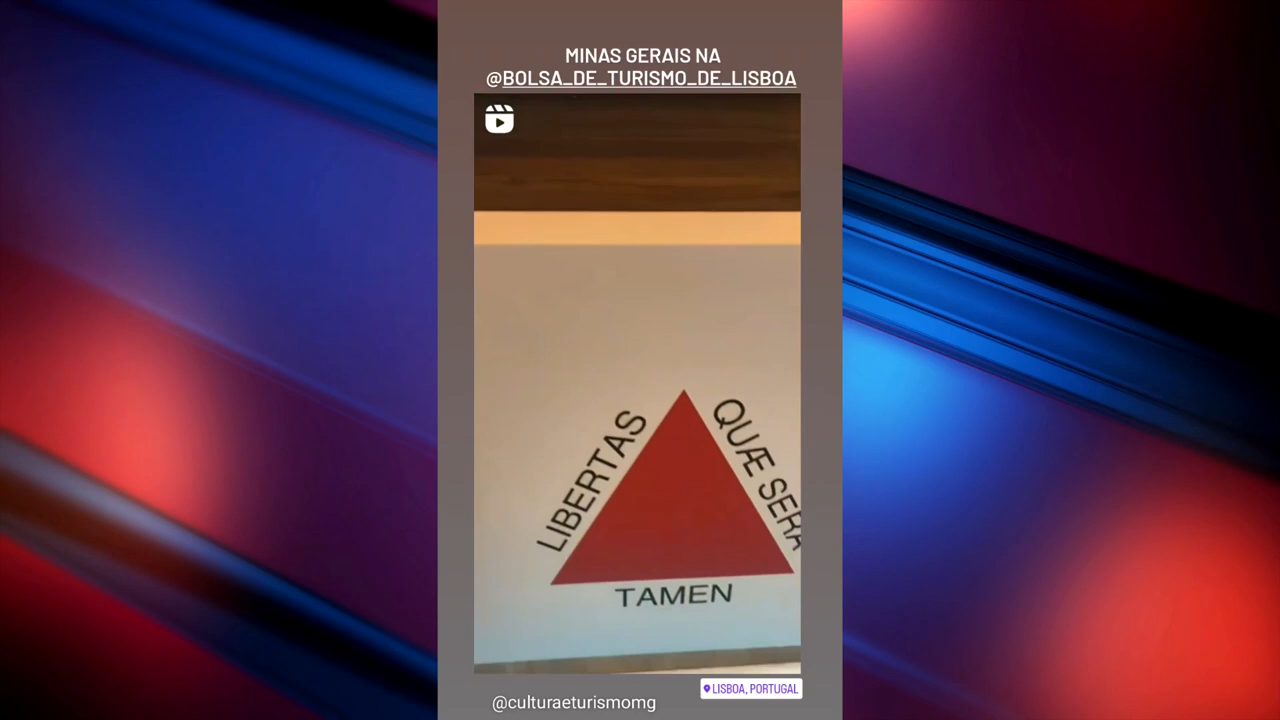 MINAS GERAIS NA
@BOLSA_DE_TURISMO_DE_LISBOA
LIBERTAS
QUÆ SERA
TAMEN
LISBOA, PORTUGAL
@culturaeturismomg